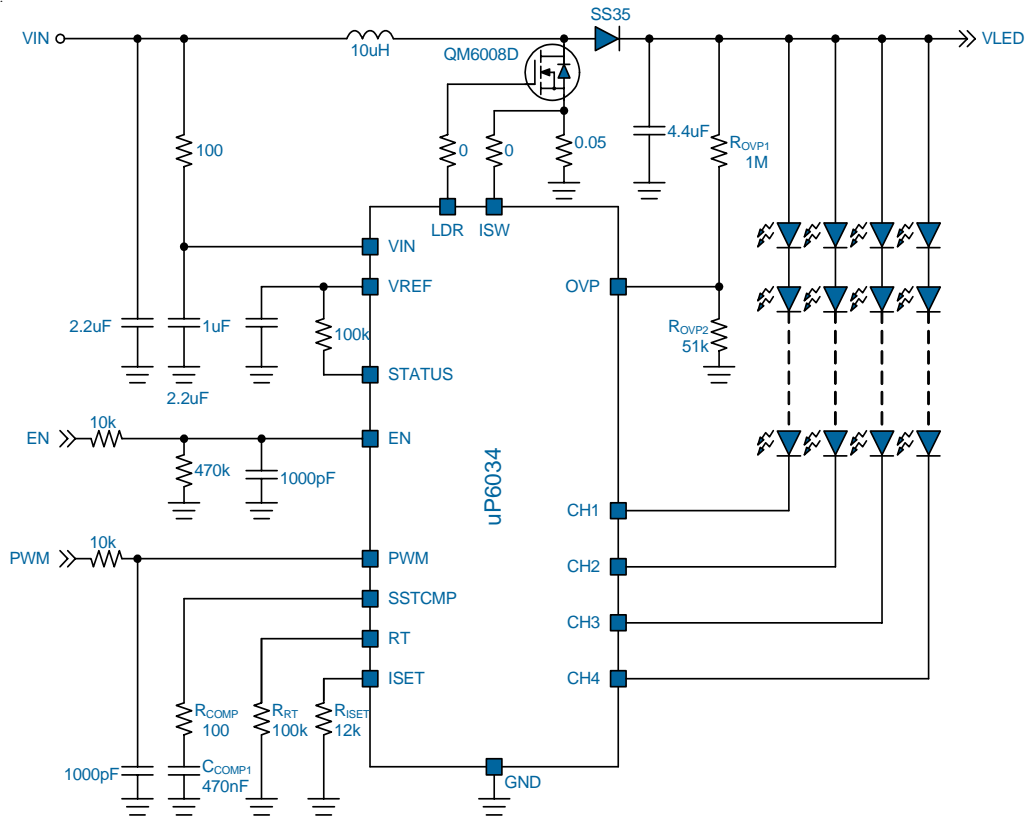 SS35
VIN
10uH
QM6008D
VLED
100
0
0
0.05
4.4uF
ROVP1
1M
LDR
ISW
VIN
VREF
OVP
2.2uF
1uF
100k
ROVP2
51k
STATUS
2.2uF
10k
EN
EN
470k
1000pF
uP6034
CH1
10k
PWM
PWM
CH2
SSTCMP
CH3
RT
ISET
CH4
RCOMP
100
RRT
100k
RISET
12k
1000pF
CCOMP1
470nF
GND